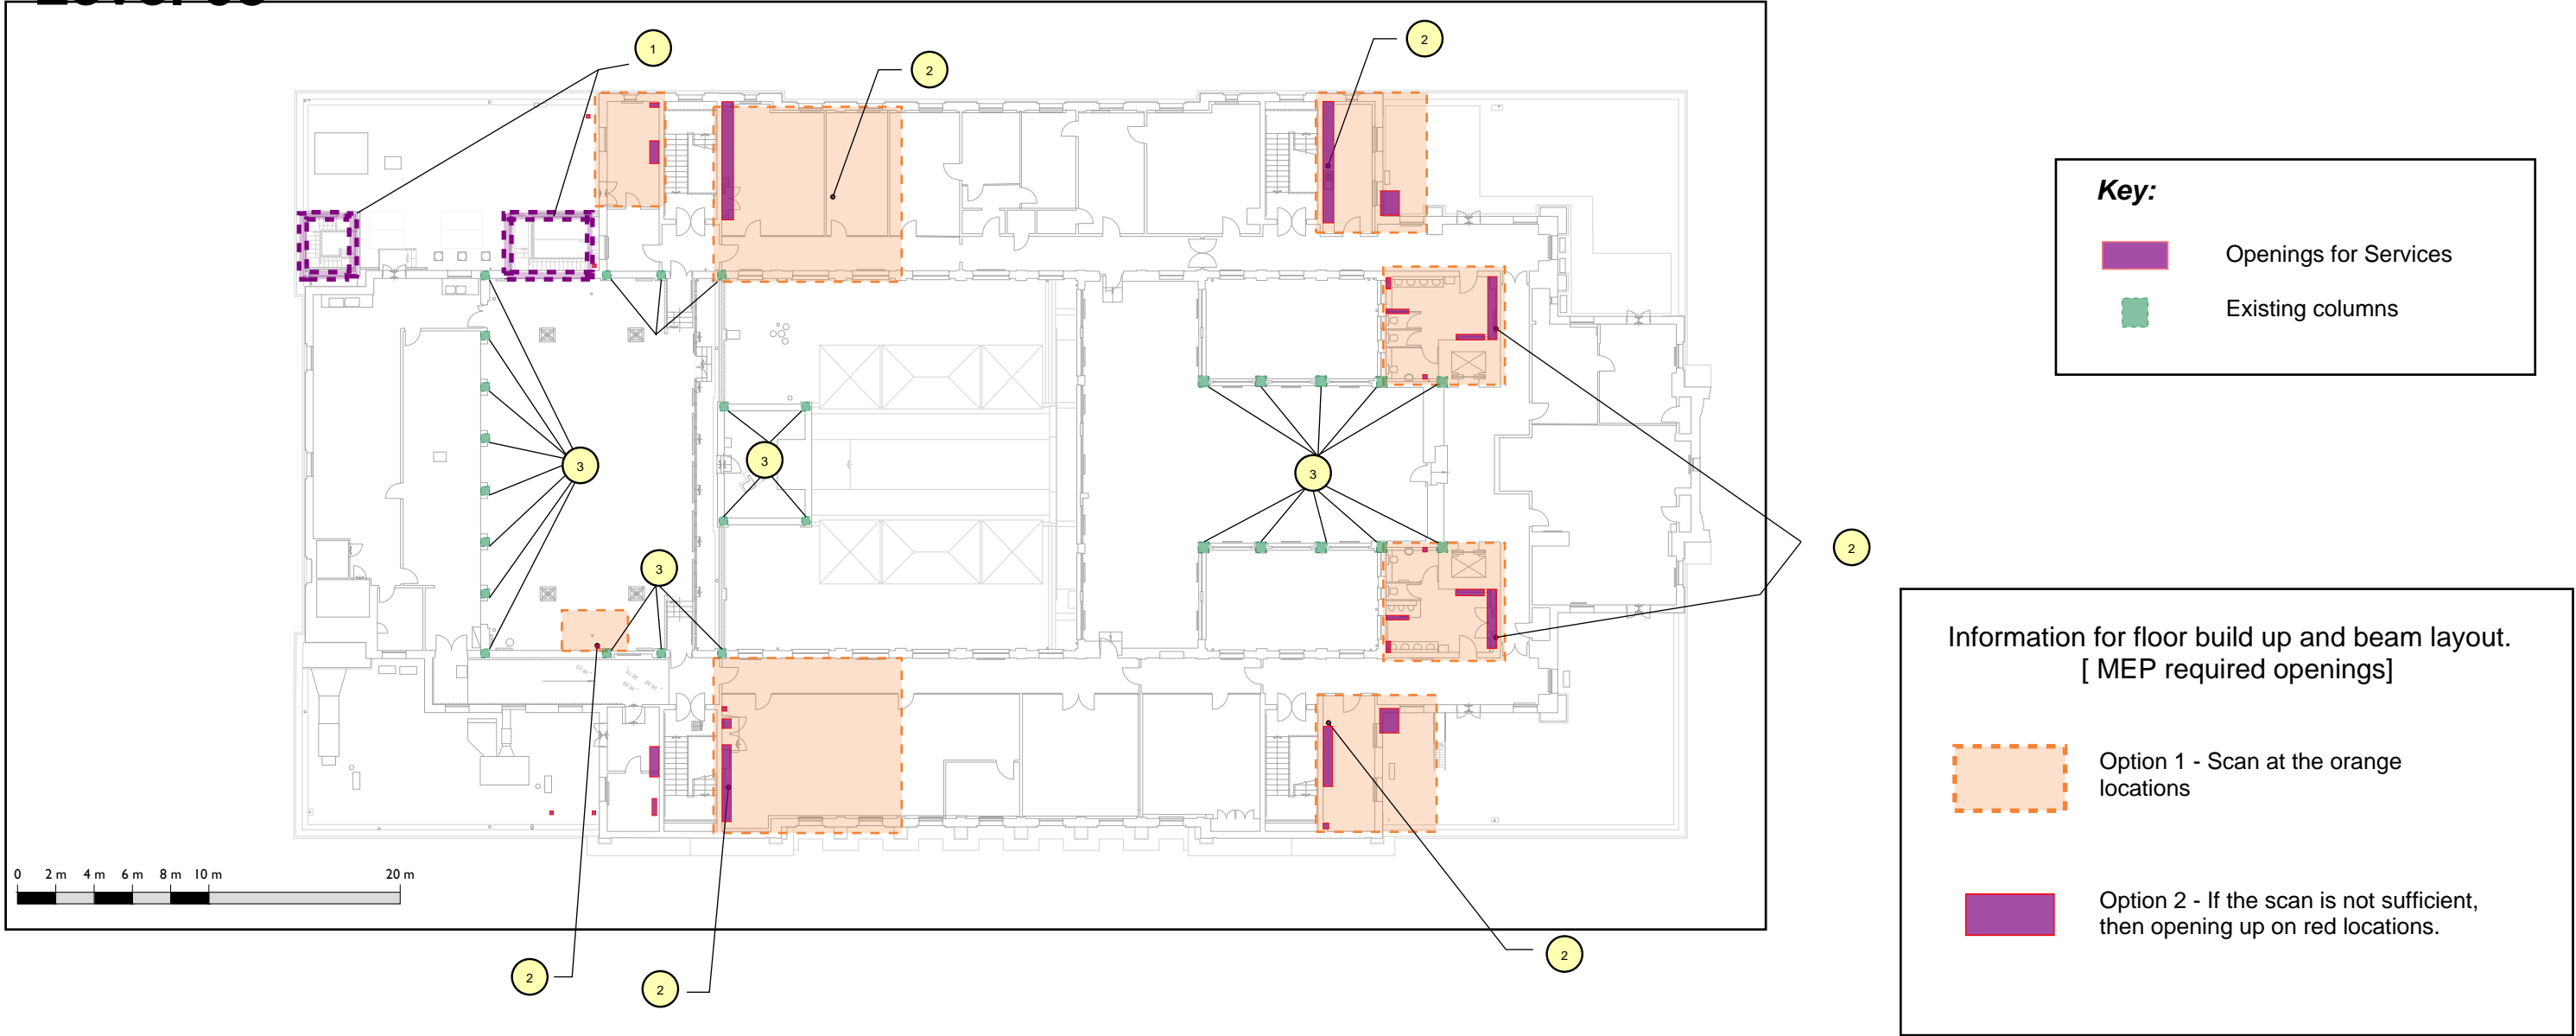 1
2
2
3
3
3
3
2
2
2
2
0 2 m 4 m 6 m 8 m 10 m 20 m
Key:
Openings for Services
Existing columns
Information for floor build up and beam layout.
[ MEP required openings]
Option 1 - Scan at the orange
locations
Option 2 - If the scan is not sufficient,
then opening up on red locations.